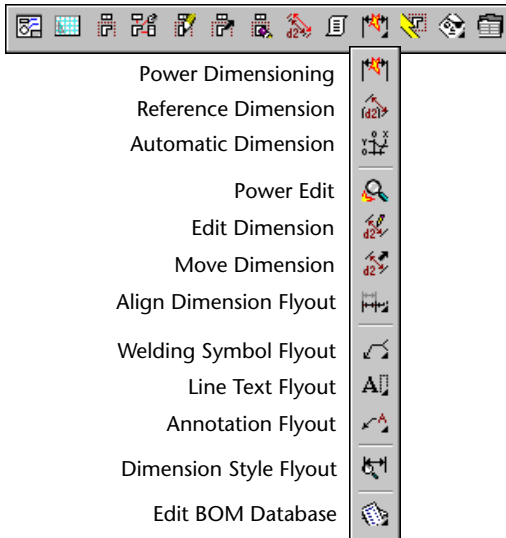 Power Dimensioning
Reference Dimension
Automatic Dimension
Power Edit
Edit Dimension
Move Dimension
Align Dimension Flyout
Welding Symbol Flyout
Line Text Flyout
Annotation Flyout
Dimension Style Flyout
Edit BOM Database